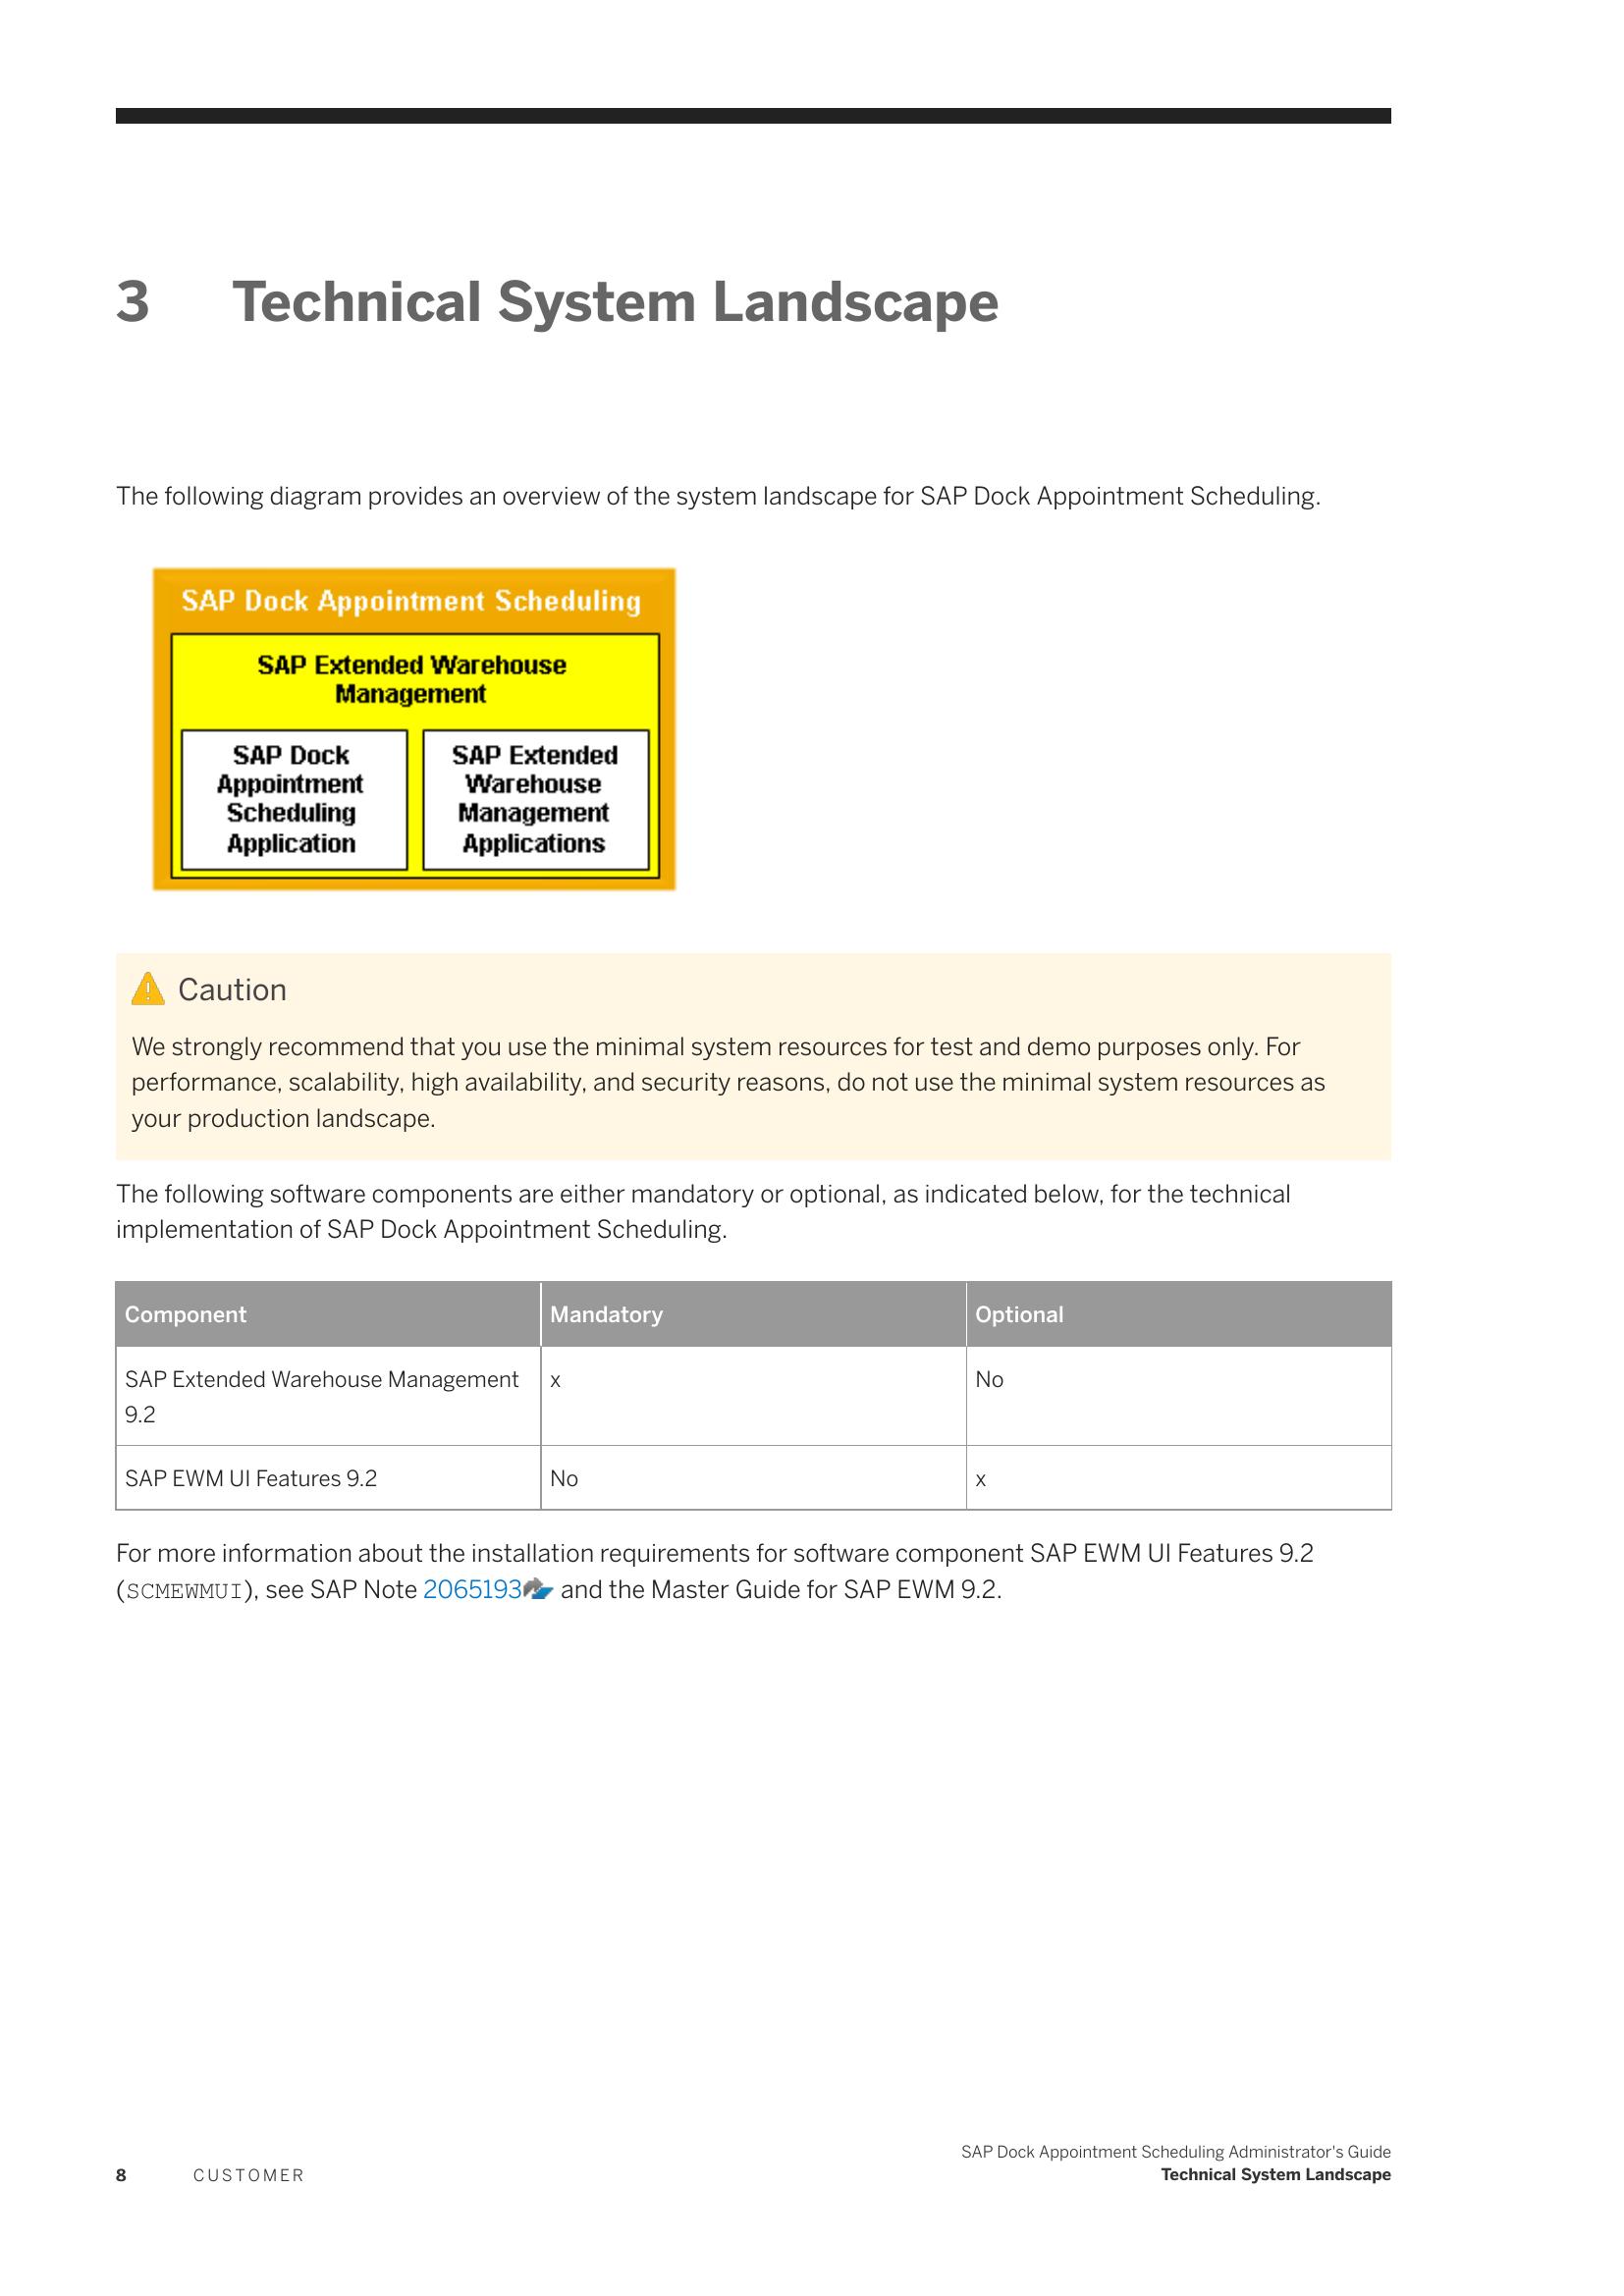 3 Technical System Landscape
The following diagram provides an overview of the system landscape for SAP Dock Appointment Scheduling.
SAP Dock Appointment Scheduling
SAP Extended Warehouse
Management
SAP Dock
Appointment
Scheduling
Application
SAP Extended
Warehouse
Management
Applications
Caution
We strongly recommend that you use the minimal system resources for test and demo purposes only. For
performance, scalability, high availability, and security reasons, do not use the minimal system resources as
your production landscape.
The following software components are either mandatory or optional, as indicated below, for the technical
implementation of SAP Dock Appointment Scheduling.
Component Mandatory Optional
SAP Extended Warehouse Management x No
9.2
SAP EWM UI Features 9.2 No x
For more information about the installation requirements for software component SAP EWM UI Features 9.2
(SCMEWMUI), see SAP Note 2065193 and the Master Guide for SAP EWM 9.2.
SAP Dock Appointment Scheduling Administrator's Guide
8 CUSTOMER Technical System Landscape